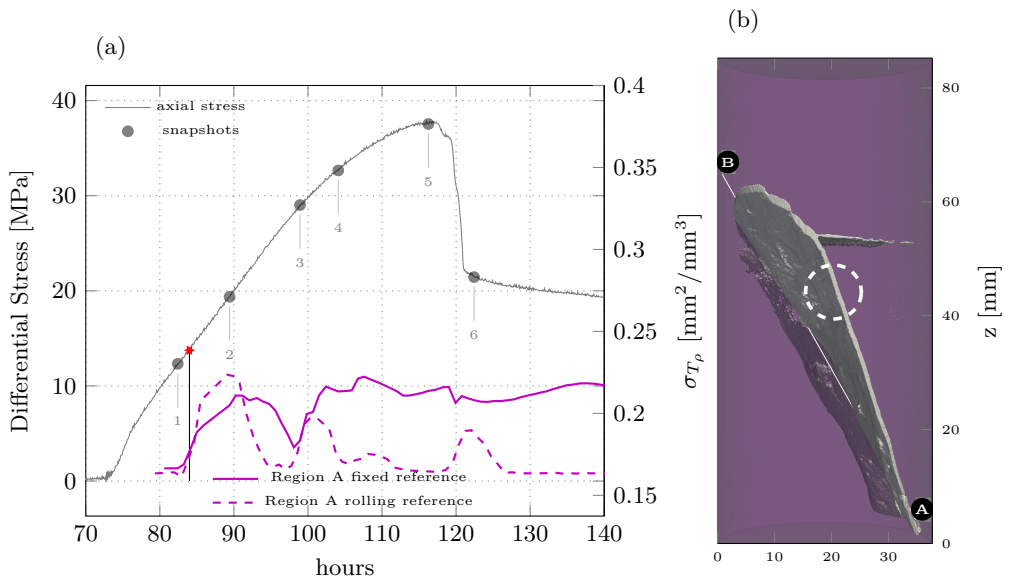 (a)
(b)
axial stress
snapshots
40
30
20
10
0
Differential Stress [MPa]
1
2
3
4
5
6
0.4
0.35
0.3
0.25
0.2
0.15
σTρ [mm²/mm³]
Region A fixed reference
Region A rolling reference
70 80 90 100 110 120 130 140
hours
B
A
80
60
40
20
0
z [mm]
0 10 20 30